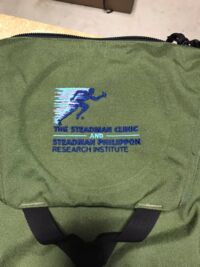 THE STEADMAN CLINIC
AND
STEADMAN PHILIPPON
RESEARCH INSTITUTE